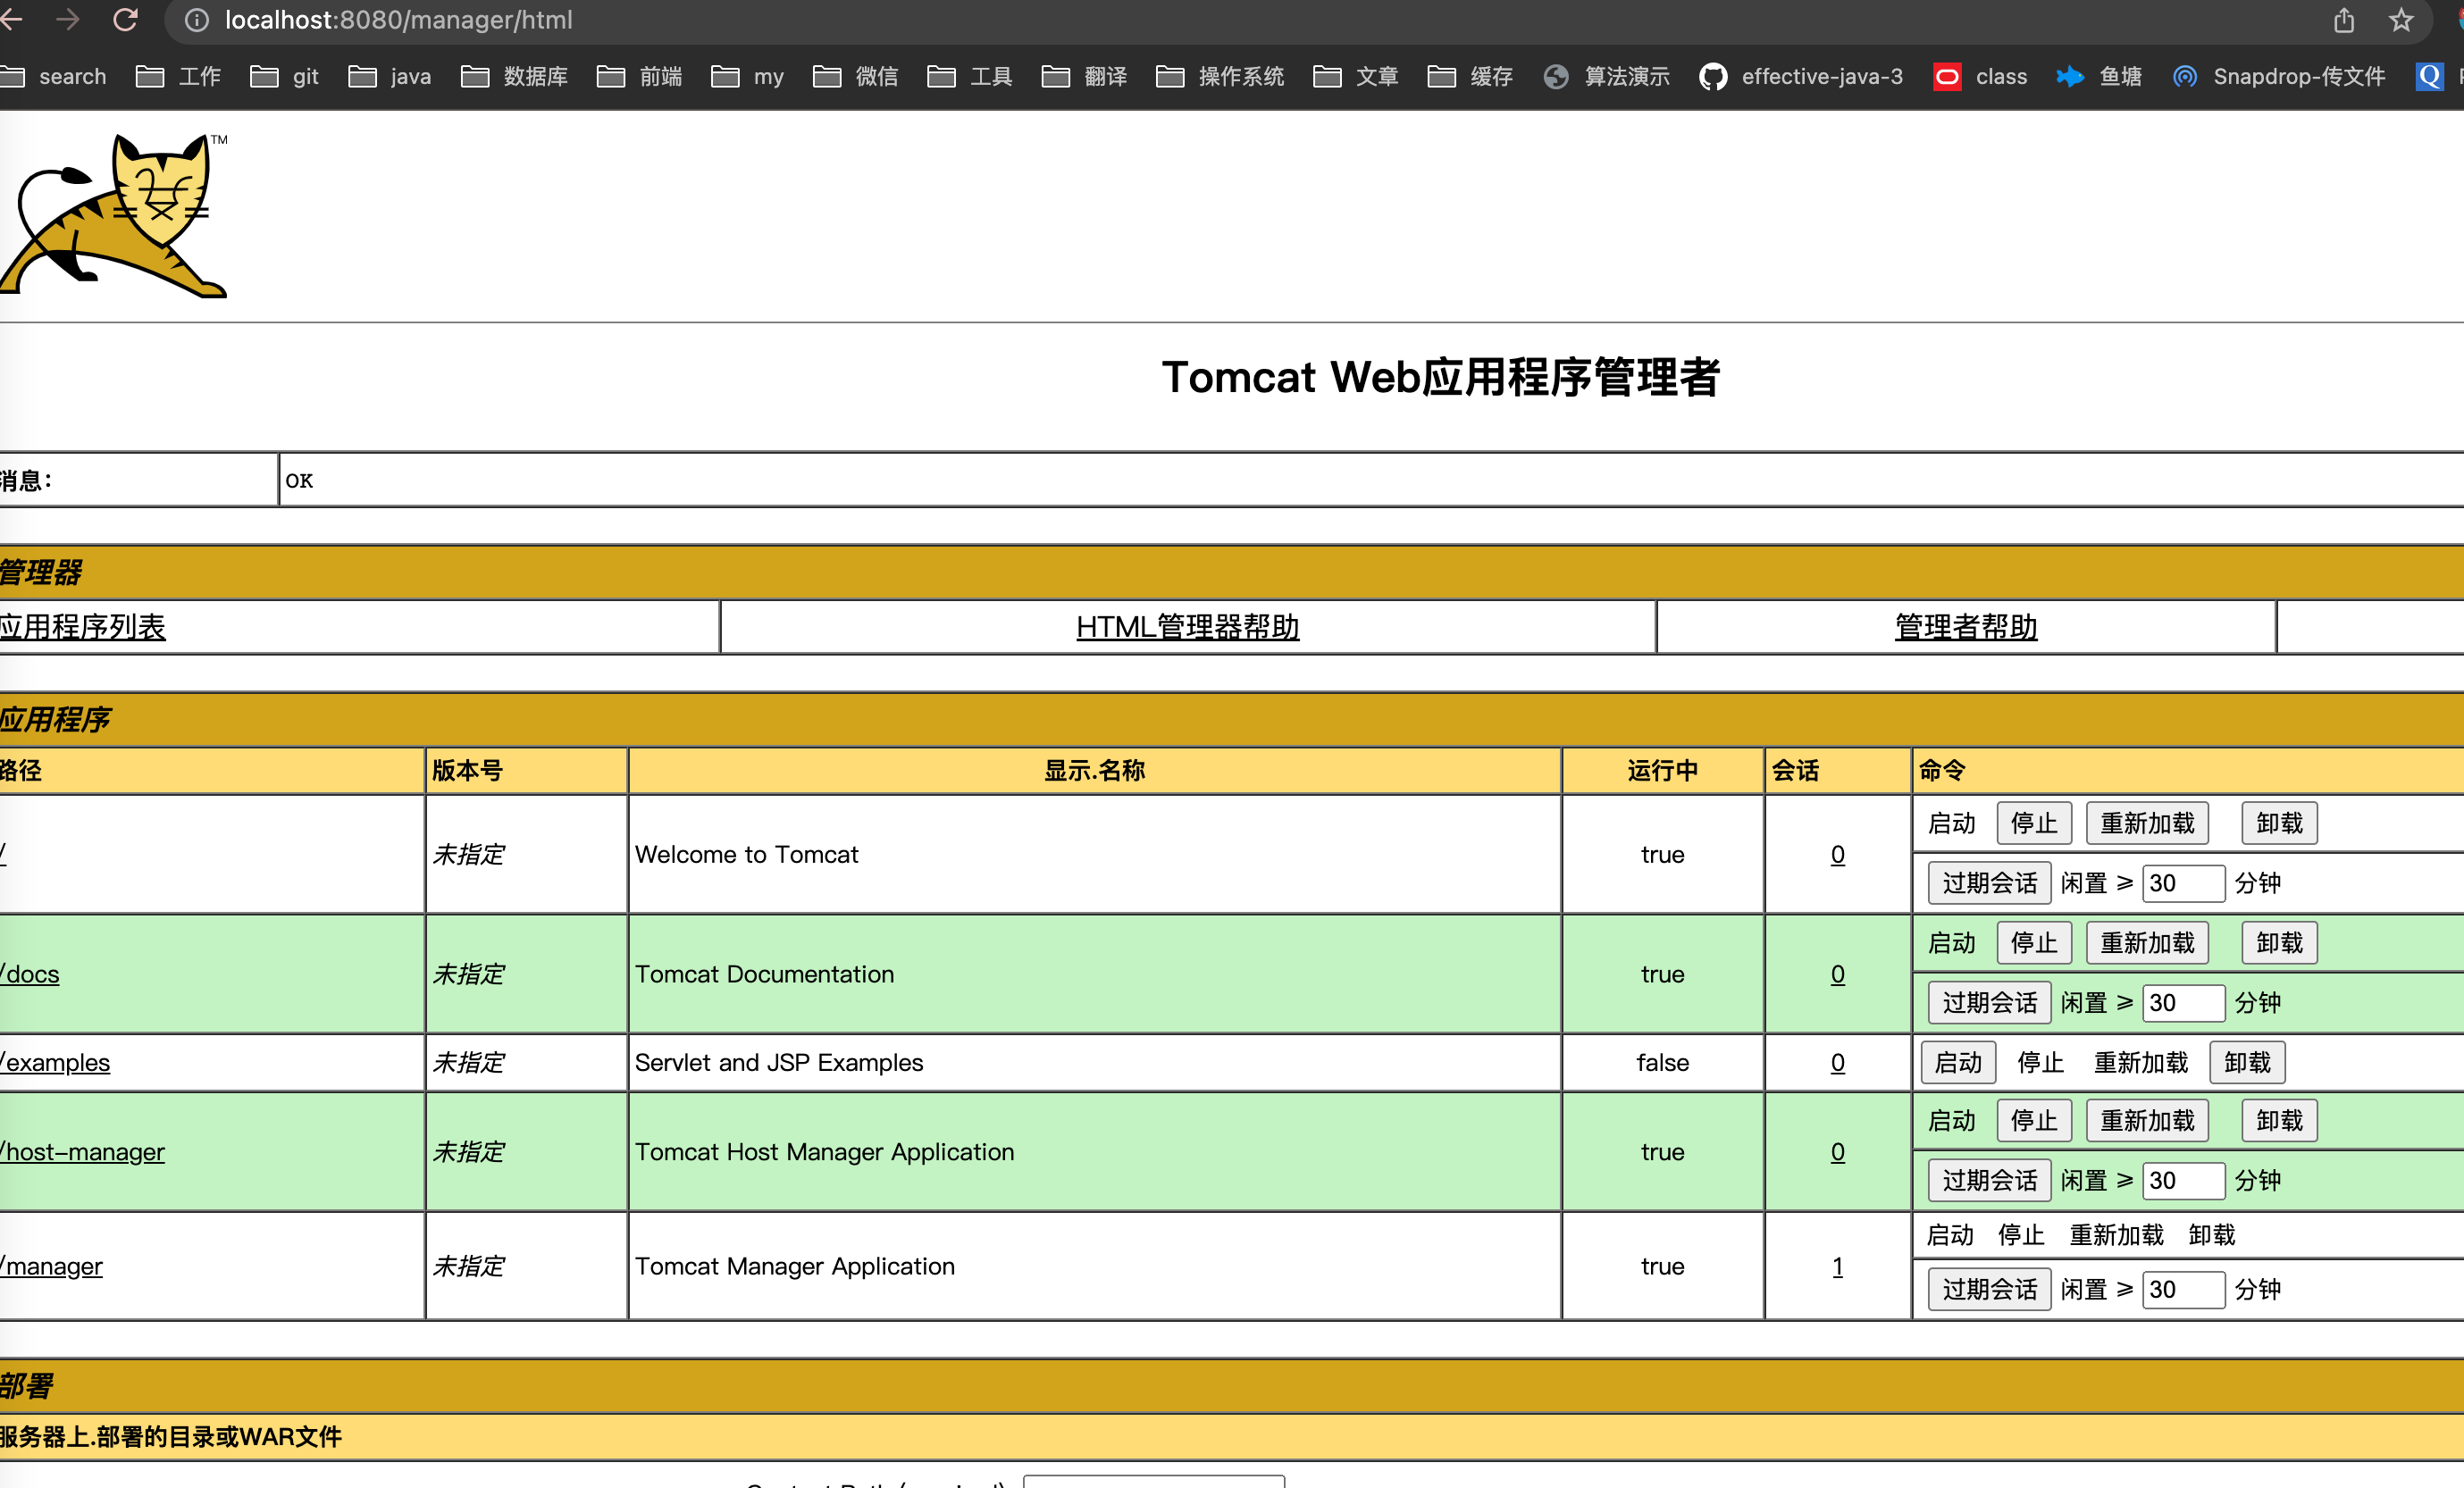 localhost:8080/manager/html
search 工作 git java 数据库 前端 my 微信 工具 翻译 操作系统 文章 缓存 算法演示 effective-java-3 class 鱼塘 Snapdrop-传文件 Q
TM
Tomcat Web应用程序管理者
消息: OK
管理器
应用程序列表 HTML管理器帮助 管理者帮助
应用程序
路径 版本号 显示.名称 运行中 会话 命令
/ 未指定 Welcome to Tomcat true 0 启动 停止 重新加载 卸载
过期会话 闲置 ≥ 30 分钟
/docs 未指定 Tomcat Documentation true 0 启动 停止 重新加载 卸载
过期会话 闲置 ≥ 30 分钟
/examples 未指定 Servlet and JSP Examples false 0 启动 停止 重新加载 卸载
/host-manager 未指定 Tomcat Host Manager Application true 0 启动 停止 重新加载 卸载
过期会话 闲置 ≥ 30 分钟
/manager 未指定 Tomcat Manager Application true 1 启动 停止 重新加载 卸载
过期会话 闲置 ≥ 30 分钟
部署
服务器上.部署的目录或WAR文件